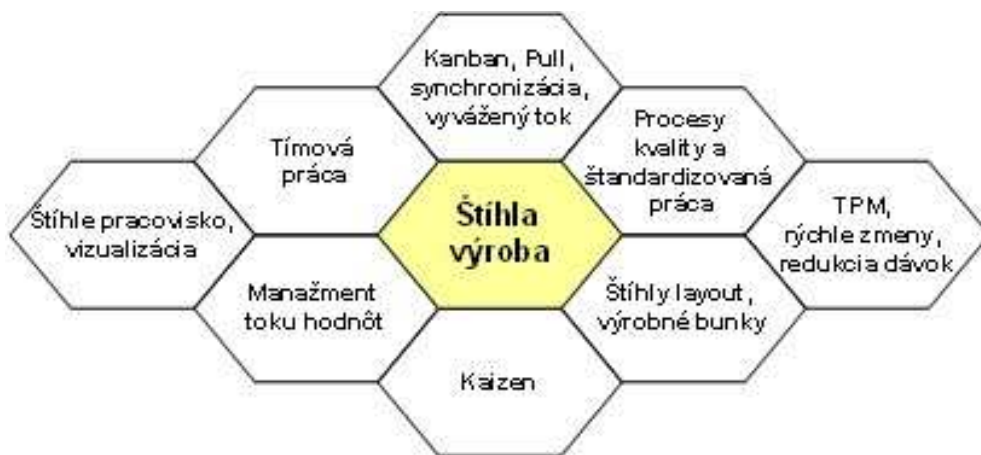 Kanban, Pull,
synchronizácia,
vyvážený tok
Tímová
práca
Procesy
kvality a
štandardizovaná
práca
Štíhle pracovisko,
vizualizácia
Štíhla
výroba
TPM,
rýchle zmeny,
redukcia dávok
Manažment
toku hodnôt
Štíhly layout,
výrobné bunky
Kaizen